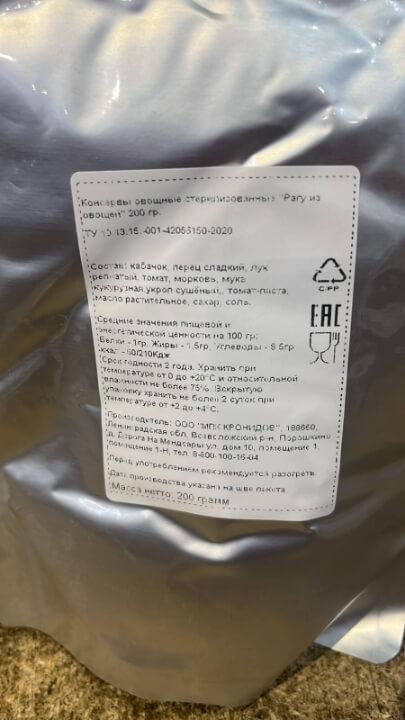 Консервы овощные стерилизованные "Рагу из
овощей" 200 гр.
ТУ 10.13.15.-001-42053150-2020
Состав: кабачок, перец сладкий, лук
репчатый, томат, морковь, мука
кукурузная, укроп сушёный, томат-паста,
масло растительное, сахар, соль.
Средние значения пищевой и
энергетической ценности на 100 гр:
Белки - 1гр, Жиры - 1,5гр, Углеводы - 8,5гр,
ккал - 50/210Кдж
Срок годности 2 года. Хранить при
температуре от 0 до +20°С и относительной
влажности не более 75%. Вскрытую
упаковку хранить не более 2 суток при
температуре от +2 до +4°С.
Производитель: ООО "МПК КРОНИДОВ", 188660,
Ленинградская обл, Всеволожский р-н, Порошкино
д, Дорога На Мендсары ул, дом 10, помещение 1,
помещение 1-Н, тел. 8-800-100-16-04
Перед употреблением рекомендуется разогреть.
Дата производства указана на шве пакета
Масса нетто: 200 грамм
C/PP
EAC